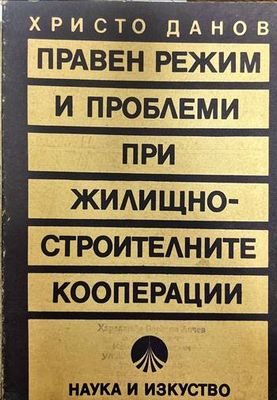 ХРИСТО ДАНОВ
ПРАВЕН РЕЖИМ
И ПРОБЛЕМИ
ПРИ
ЖИЛИЩНО-
СТРОИТЕЛНИТЕ
КООПЕРАЦИИ
НАУКА И ИЗКУСТВО